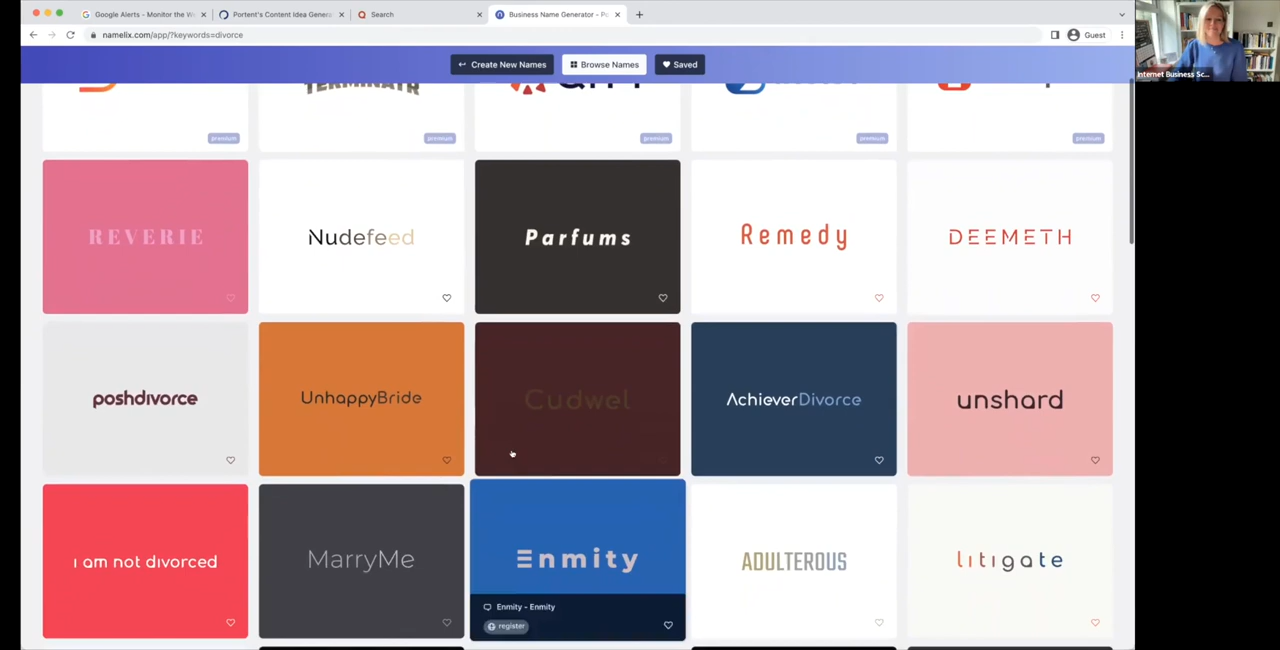 Google Alerts - Monitor the W
Portent's Content Idea Genera
Search
Business Name Generator - Po
namelix.com/app/?keywords=divorce
Guest
Create New Names
Browse Names
Saved
Internet Business Sc...
premium
premium
premium
premium
REVERIE
Nudefeed
Parfums
Remedy
DEEMETH
poshdivorce
UnhappyBride
Cudwel
AchieverDivorce
unshard
i am not divorced
MarryMe
Enmity
ADULTEROUS
litigate
Enmity - Enmity
register